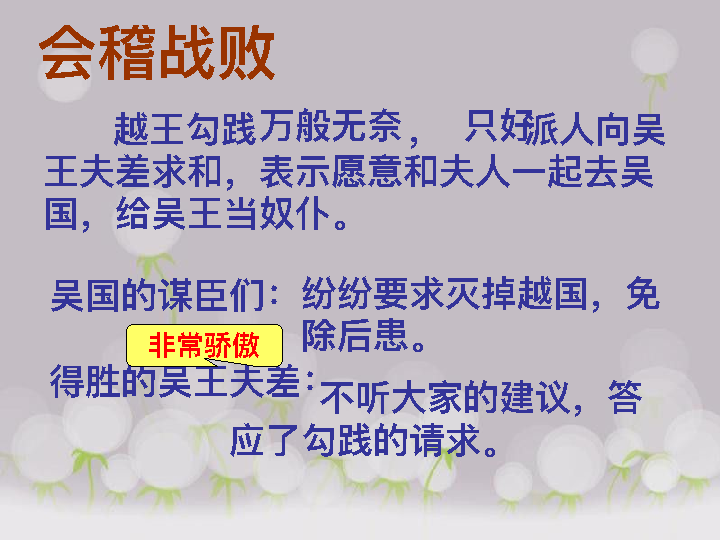 会稽战败
越王勾践万般无奈，只好派人向吴
王夫差求和，表示愿意和夫人一起去吴
国，给吴王当奴仆。
吴国的谋臣们：纷纷要求灭掉越国，免
除后患。
非常骄傲
得胜的吴王夫差：不听大家的建议，答
应了勾践的请求。